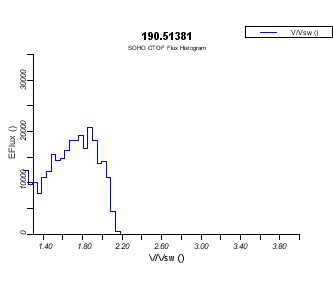 190.51381
SOHO CTOF Flux Histogram
V/Vsw ()
30000
20000
10000
0
EFlux ()
1.40 1.80 2.20 2.60 3.00 3.40 3.80
V/Vsw ()